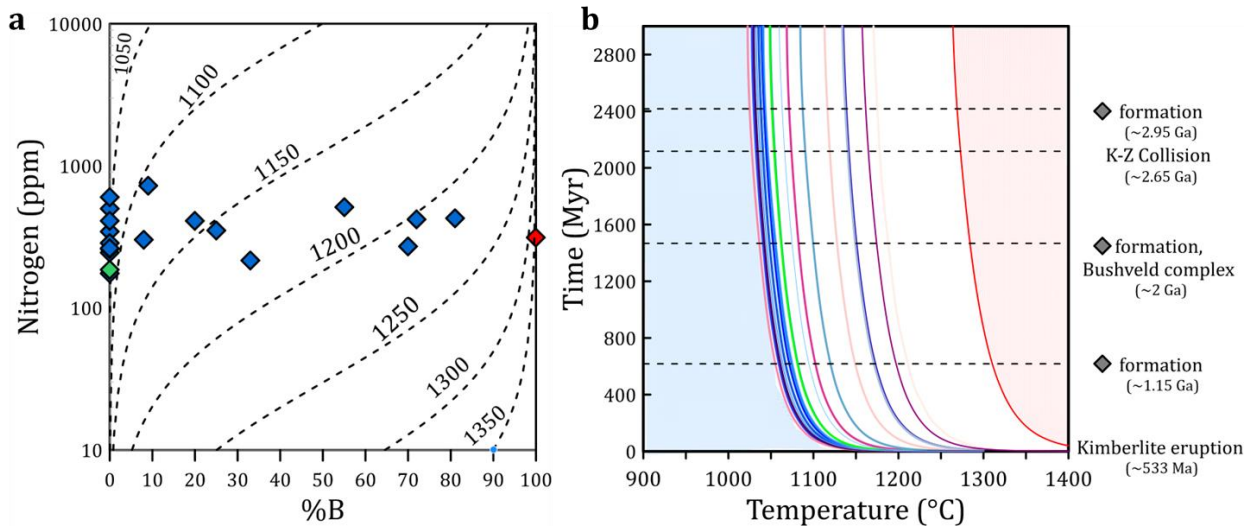 a
10000
1000
100
10
Nitrogen (ppm)
1050
1100
1150
1200
1250
1300
1350
0 10 20 30 40 50 60 70 80 90 100
%B
b
2800
2400
2000
1600
1200
800
400
0
Time (Myr)
900 1000 1100 1200 1300 1400
Temperature (°C)
formation
(~2.95 Ga)
K-Z Collision
(~2.65 Ga)
formation,
Bushveld complex
(~2 Ga)
formation
(~1.15 Ga)
Kimberlite eruption
(~533 Ma)